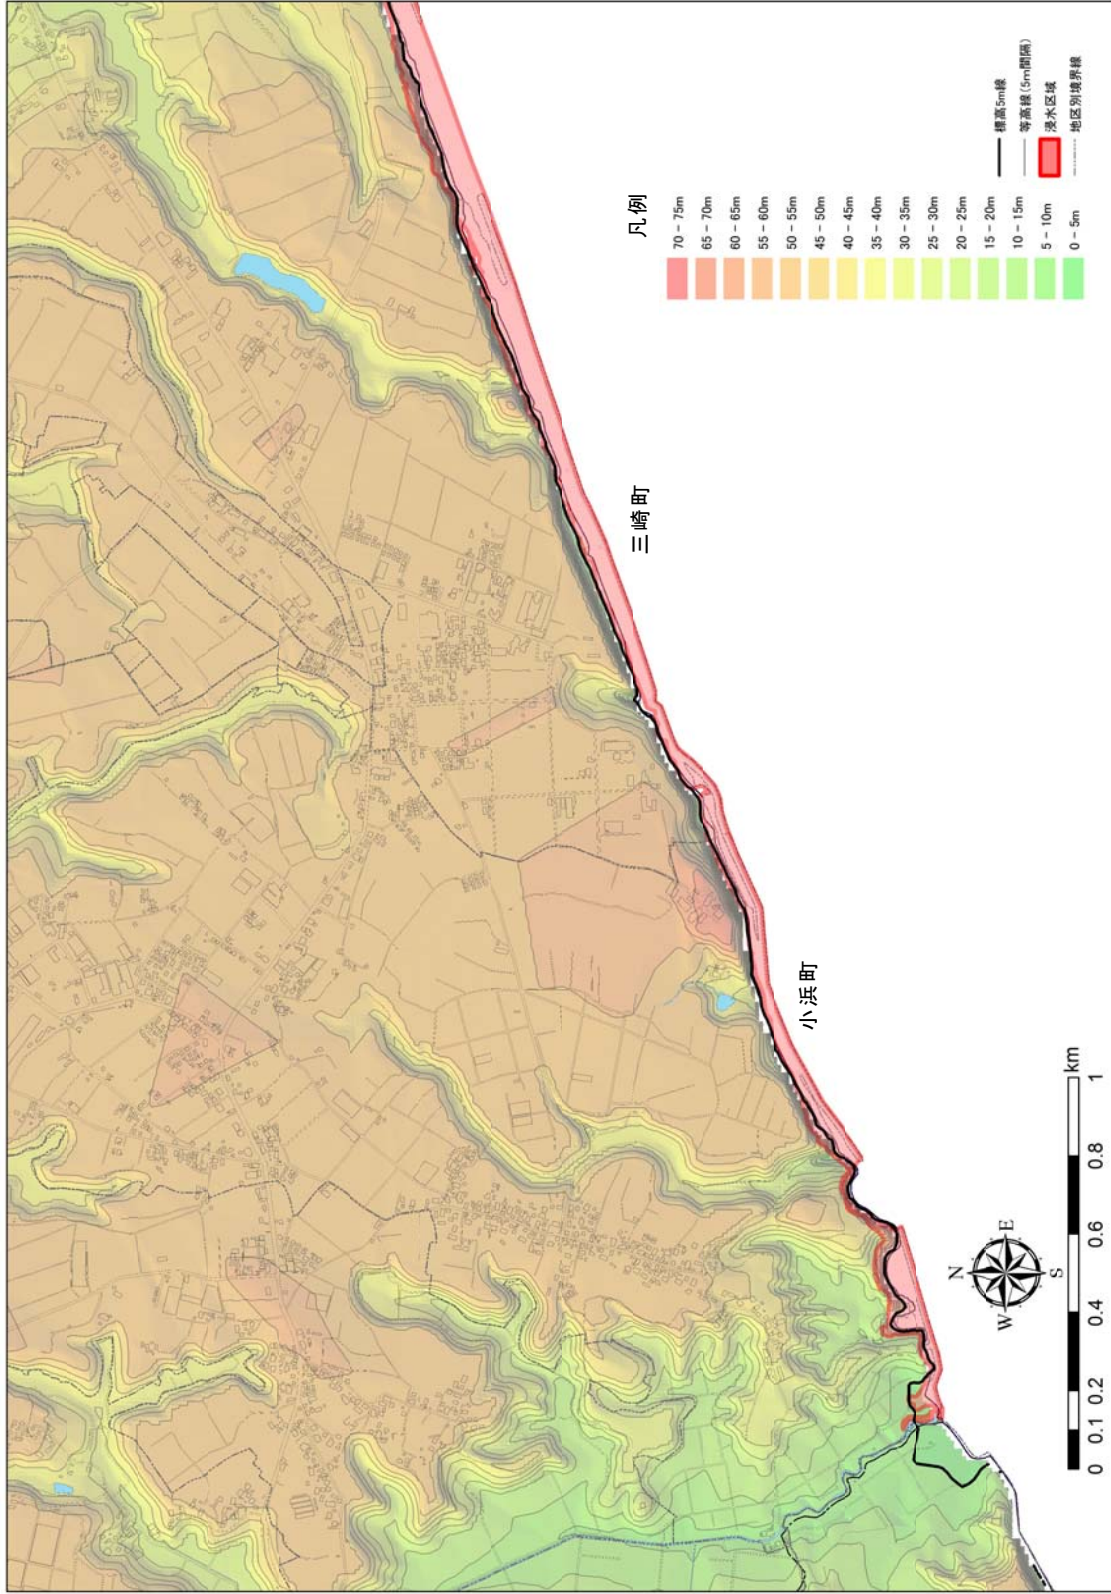 凡例
70 - 75m
65 - 70m
60 - 65m
55 - 60m
50 - 55m
45 - 50m
40 - 45m
35 - 40m
30 - 35m
25 - 30m
20 - 25m
15 - 20m
10 - 15m
5 - 10m
0 - 5m
標高5m線
等高線(5m間隔)
浸水区域
地区別境界線
三崎町
小浜町
N
W
E
S
0 0.1 0.2 0.4 0.6 0.8 1
km